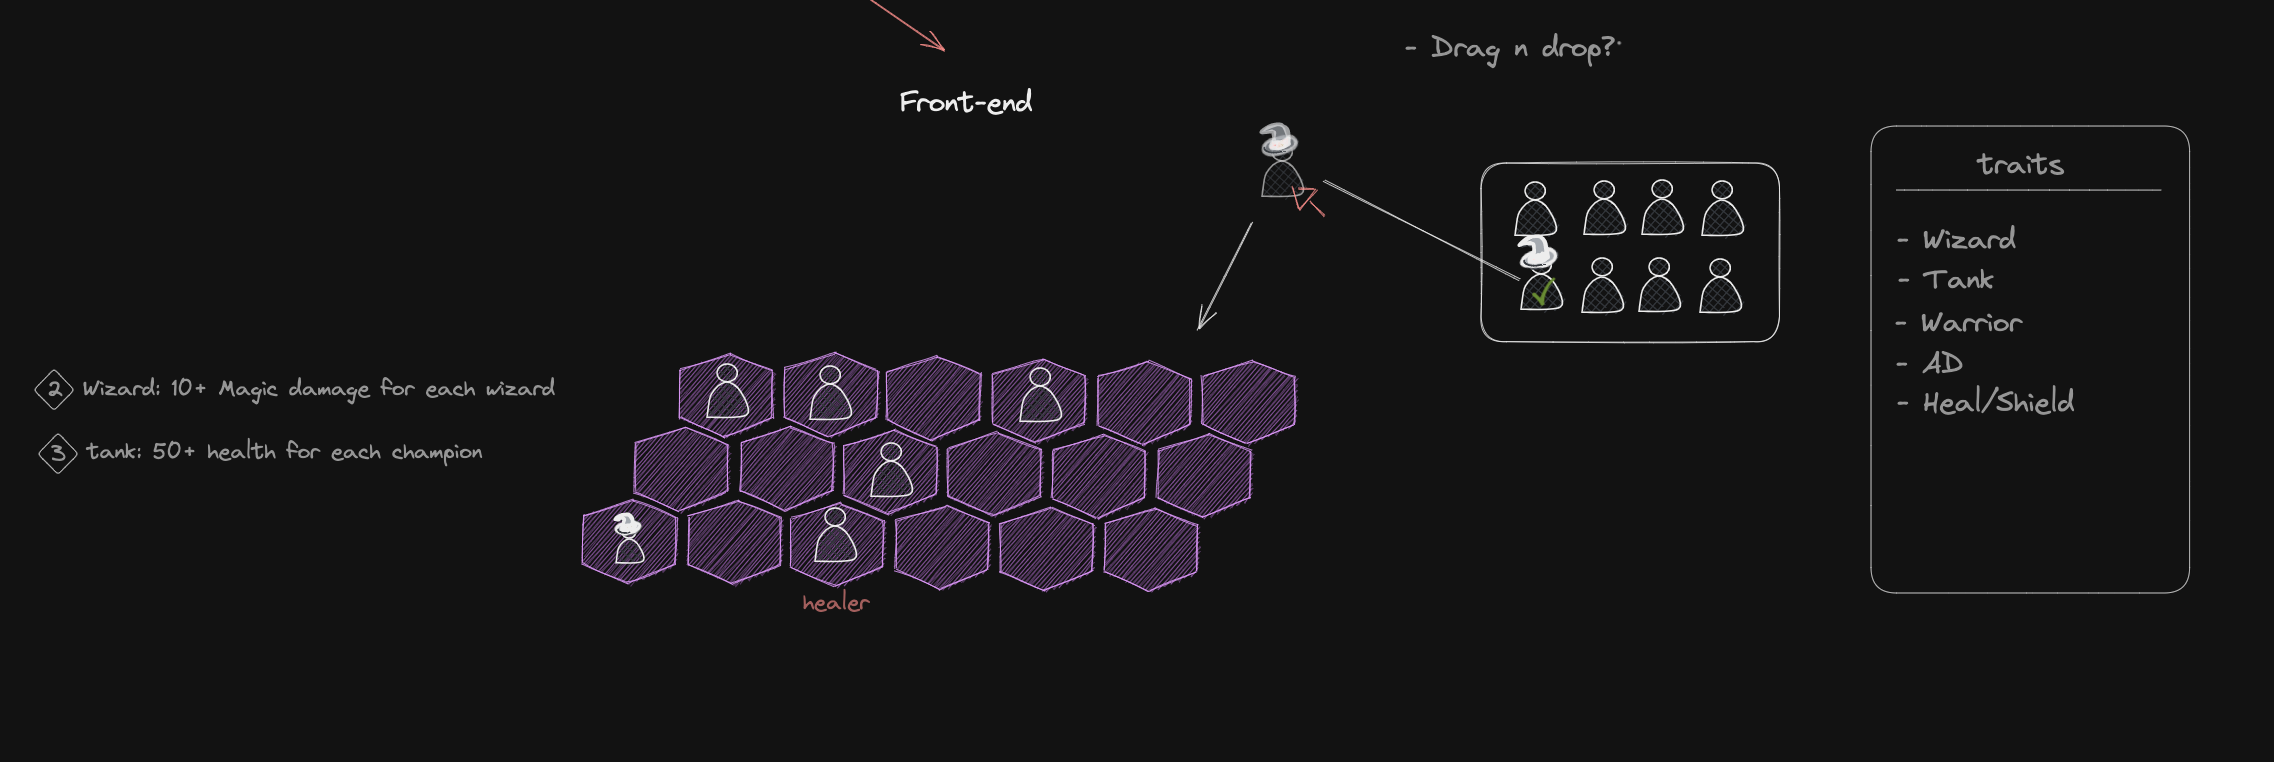 - Drag n drop?
Front-end
traits
- Wizard
- Tank
- Warrior
- AD
- Heal/Shield
2 Wizard: 10+ Magic damage for each wizard
3 tank: 50+ health for each champion
healer